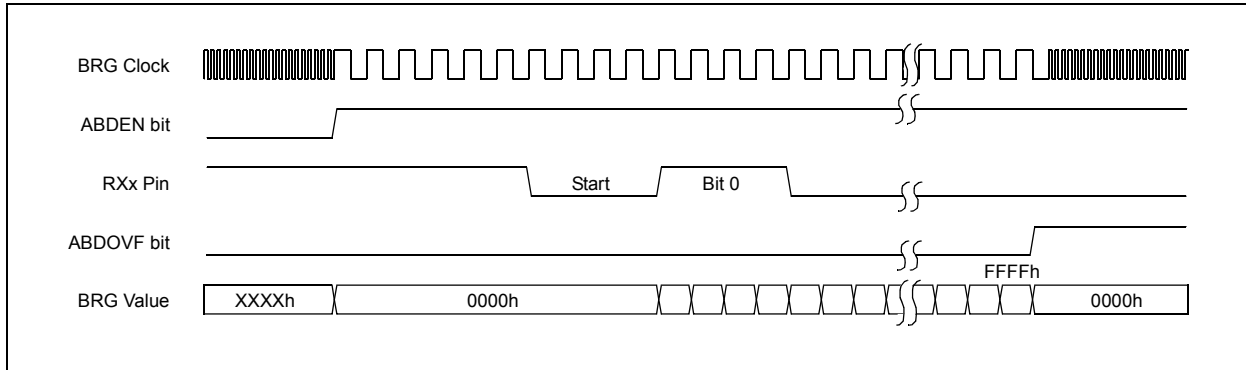 BRG Clock
ABDEN bit
RXx Pin
Start
Bit 0
ABDOVF bit
FFFFh
BRG Value
XXXXh
0000h
0000h